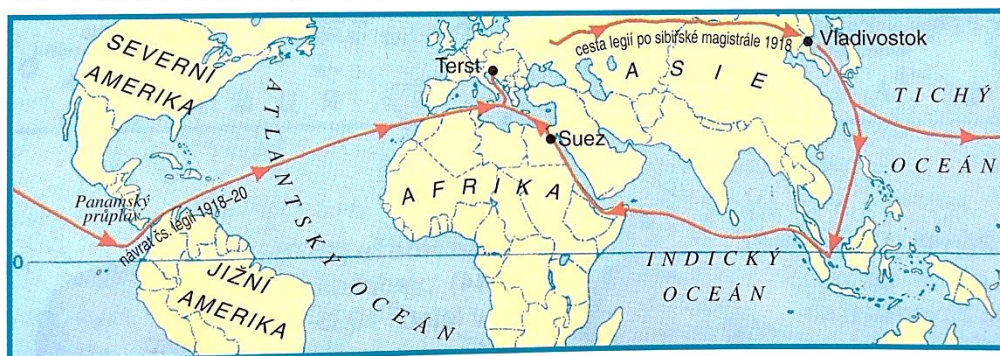 SEVERNÍ
AMERIKA
ATLANTSKÝ OCEÁN
Terst
cesta legií po sibiřské magistrále 1918
Vladivostok
ASIE
TICHÝ
OCEÁN
Suez
AFRIKA
Panamský
průplav
návrat čs. legií 1918–20
0
JIŽNÍ
AMERIKA
INDICKÝ
OCEÁN